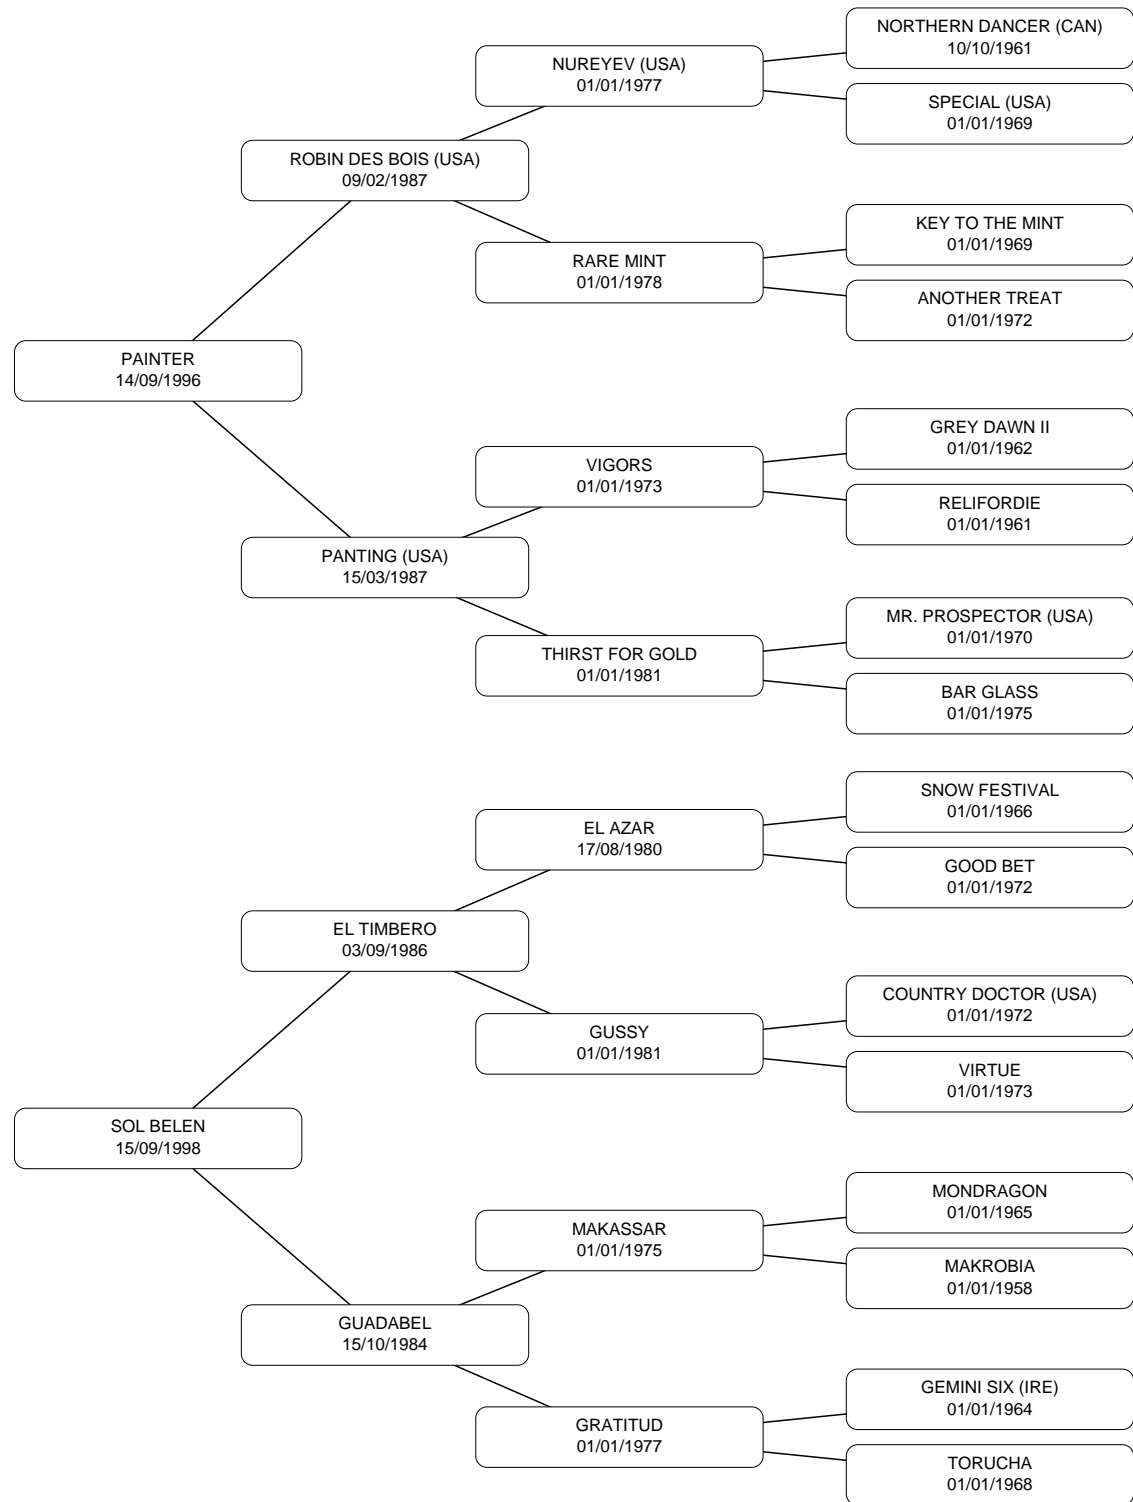 NORTHERN DANCER (CAN)
10/10/1961
NUREYEV (USA)
01/01/1977
SPECIAL (USA)
01/01/1969
ROBIN DES BOIS (USA)
09/02/1987
KEY TO THE MINT
01/01/1969
RARE MINT
01/01/1978
ANOTHER TREAT
01/01/1972
PAINTER
14/09/1996
GREY DAWN II
01/01/1962
VIGORS
01/01/1973
RELIFORDIE
01/01/1961
PANTING (USA)
15/03/1987
MR. PROSPECTOR (USA)
01/01/1970
THIRST FOR GOLD
01/01/1981
BAR GLASS
01/01/1975
SNOW FESTIVAL
01/01/1966
EL AZAR
17/08/1980
GOOD BET
01/01/1972
EL TIMBERO
03/09/1986
COUNTRY DOCTOR (USA)
01/01/1972
GUSSY
01/01/1981
VIRTUE
01/01/1973
SOL BELEN
15/09/1998
MONDRAGON
01/01/1965
MAKASSAR
01/01/1975
MAKROBIA
01/01/1958
GUADABEL
15/10/1984
GEMINI SIX (IRE)
01/01/1964
GRATITUD
01/01/1977
TORUCHA
01/01/1968